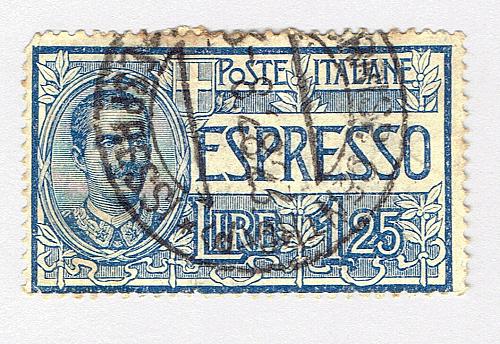 POSTE ITALIANE
ESPRESSO
LIRE 1,25